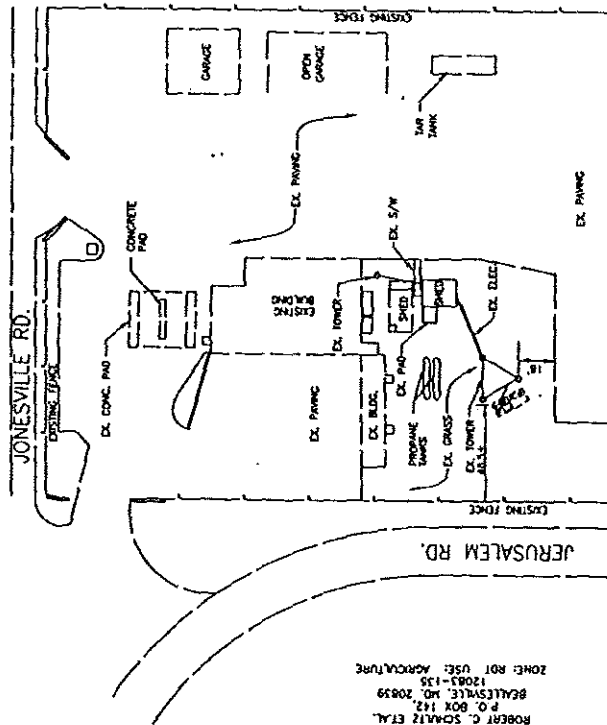 JONESVILLE RD.
EXISTING FENCE
EX. CONC. PAD
CONCRETE
PAD
GARAGE
OPEN
GARAGE
EXISTING FENCE
EX. PAVING
TAR
TANK
EX. PAVING
EXISTING
BUILDING
EX. TOWER
EX. S/W
SHED
SHED
EX. ELEC.
EX. PAD
EX. PAVING
EX. BLDG.
PROPANE
TANKS
EX. GRASS
EX. TOWER
18'
EXISTING FENCE
JERUSALEM RD.
ROBERT C. SCHULTZ ET.AL.
P.O. BOX 142,
BEALLESVILLE, MD. 20839
12083-135
ZONE: RDT USE: AGRICULTURE